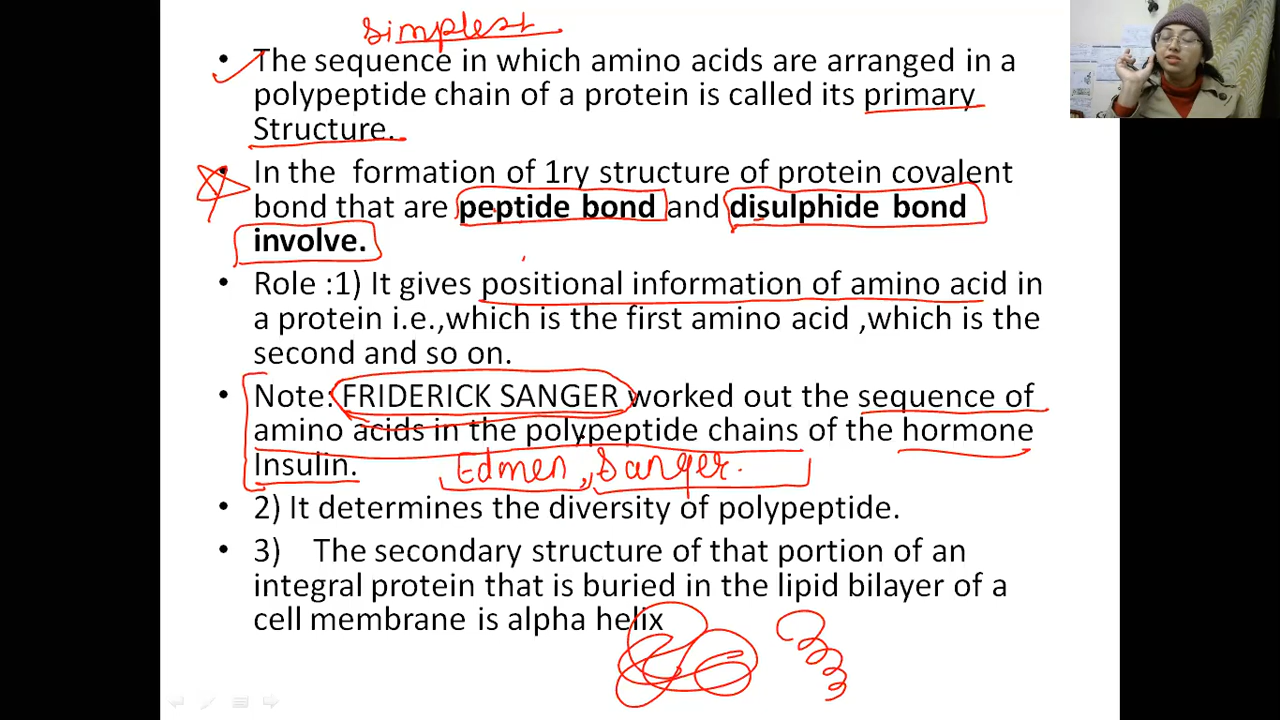 Simplest
• The sequence in which amino acids are arranged in a
polypeptide chain of a protein is called its primary
Structure.
• In the formation of 1ry structure of protein covalent
bond that are peptide bond and disulphide bond
involve.
• Role :1) It gives positional information of amino acid in
a protein i.e.,which is the first amino acid ,which is the
second and so on.
• Note: FRIDERICK SANGER worked out the sequence of
amino acids in the polypeptide chains of the hormone
Insulin. Edmen, Sanger.
• 2) It determines the diversity of polypeptide.
• 3) The secondary structure of that portion of an
integral protein that is buried in the lipid bilayer of a
cell membrane is alpha helix